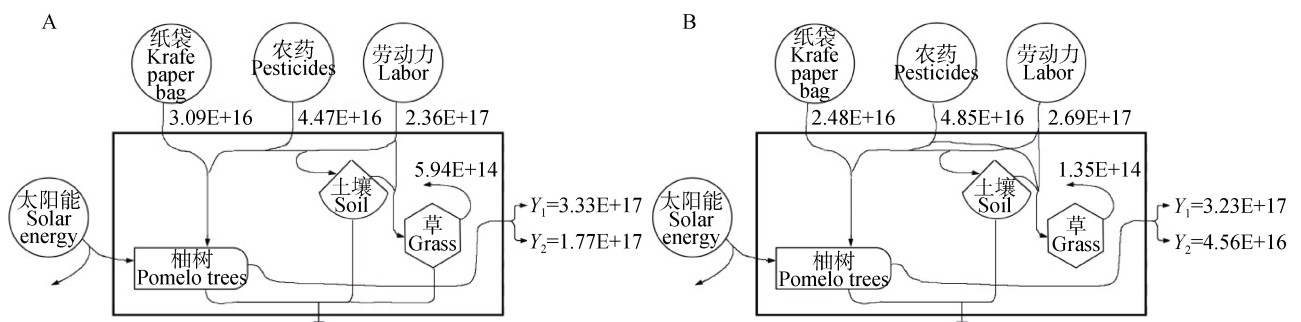 A
纸袋
Krafe
paper
bag
农药
Pesticides
劳动力
Labor
3.09E+16
4.47E+16
2.36E+17
太阳能
Solar
energy
土壤
Soil
5.94E+14
草
Grass
Y₁=3.33E+17
Y₂=1.77E+17
柚树
Pomelo trees
B
纸袋
Krafe
paper
bag
农药
Pesticides
劳动力
Labor
2.48E+16
4.85E+16
2.69E+17
太阳能
Solar
energy
土壤
Soil
1.35E+14
草
Grass
Y₁=3.23E+17
Y₂=4.56E+16
柚树
Pomelo trees